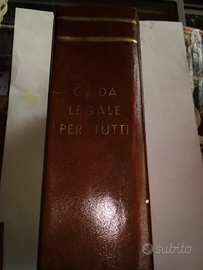 GUIDA
LEGALE
PER TUTTI
subito